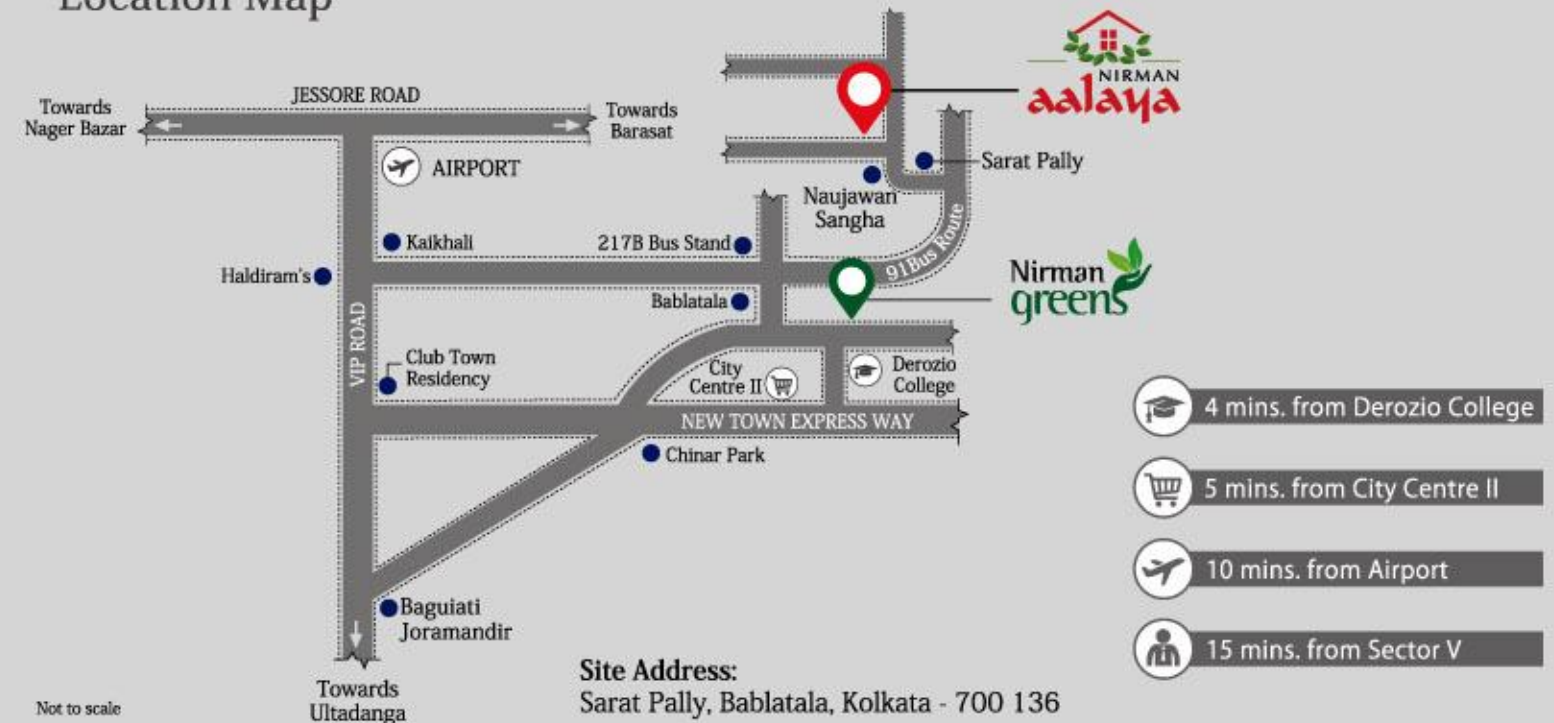 Location Map
JESSORE ROAD
Towards
Nager Bazar
Towards
Barasat
AIRPORT
NIRMAN
aalaya
Sarat Pally
Naujawan
Sangha
Kaikhali
217B Bus Stand
91Bus Route
Haldiram's
Bablatala
Nirman
greens
VIP ROAD
Club Town
Residency
City
Centre II
Derozio
College
NEW TOWN EXPRESS WAY
Chinar Park
4 mins. from Derozio College
5 mins. from City Centre II
10 mins. from Airport
15 mins. from Sector V
Baguiati
Joramandir
Towards
Ultadanga
Site Address:
Sarat Pally, Bablatala, Kolkata - 700 136
Not to scale